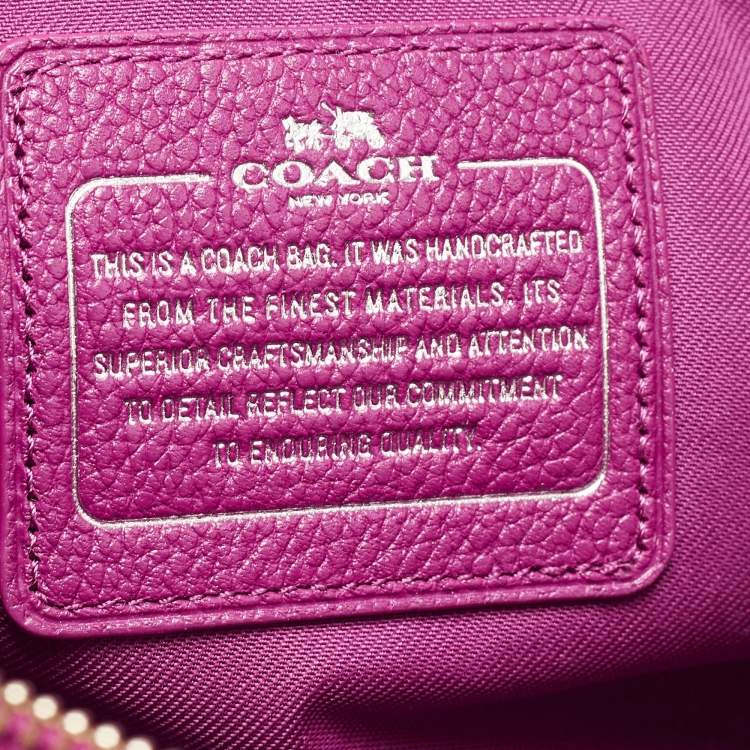 COACH
NEW YORK
THIS IS A COACH BAG. IT WAS HANDCRAFTED
FROM THE FINEST MATERIALS. ITS
SUPERIOR CRAFTSMANSHIP AND ATTENTION
TO DETAIL REFLECT OUR COMMITMENT
TO ENDURING QUALITY.